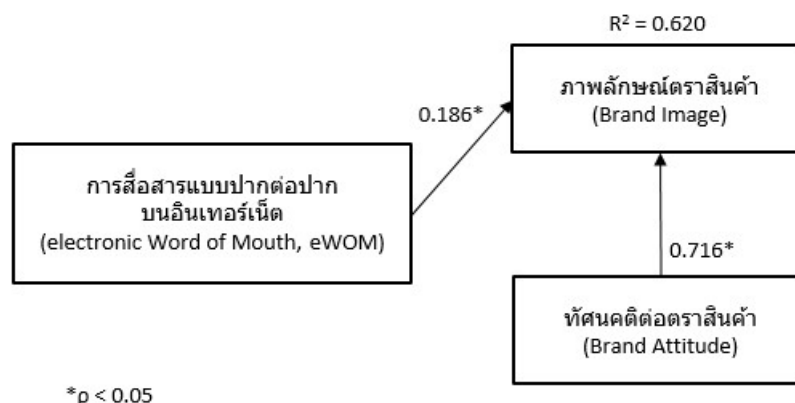 R² = 0.620
ภาพลักษณ์ตราสินค้า
(Brand Image)
0.186*
การสื่อสารแบบปากต่อปาก
บนอินเทอร์เน็ต
(electronic Word of Mouth, eWOM)
0.716*
ทัศนคติต่อตราสินค้า
(Brand Attitude)
*p < 0.05